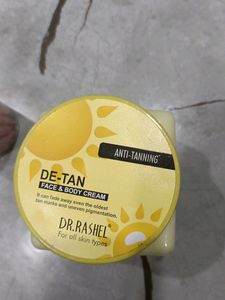 ANTI-TANNING
DE-TAN
FACE & BODY CREAM
It can fade away even the oldest
tan marks and uneven pigmentation.
DR.RASHEL
For all skin types